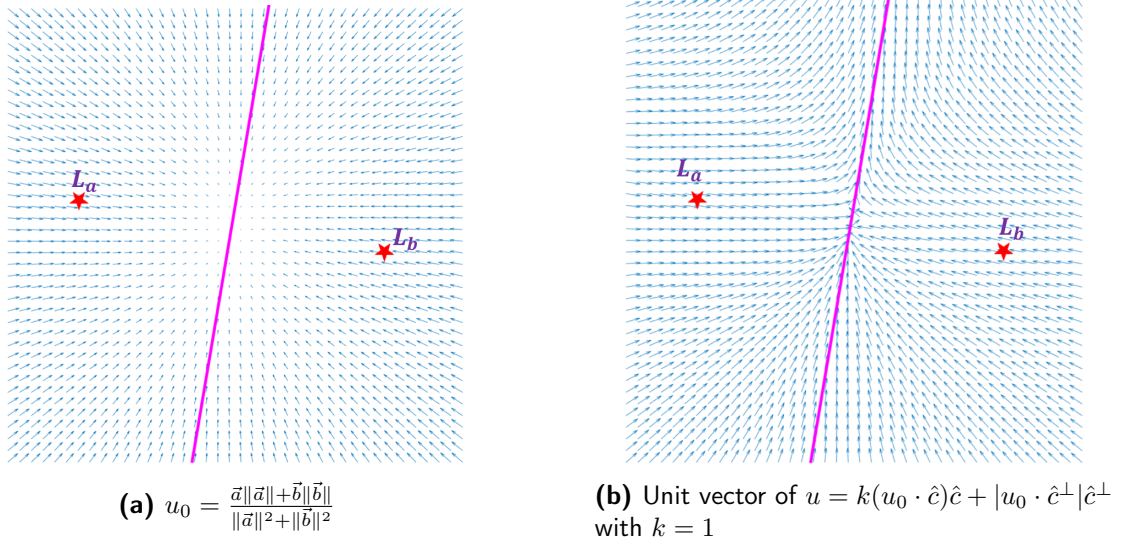 L_a
L_b
L_a
L_b
(a) $u_0 = \frac{\vec{a}\|\vec{a}\|+\vec{b}\|\vec{b}\|}{\|\vec{a}\|^2+\|\vec{b}\|^2}$
(b) Unit vector of $u = k(u_0 \cdot \hat{c})\hat{c} + |u_0 \cdot \hat{c}^{\perp}|\hat{c}^{\perp}$
with $k = 1$